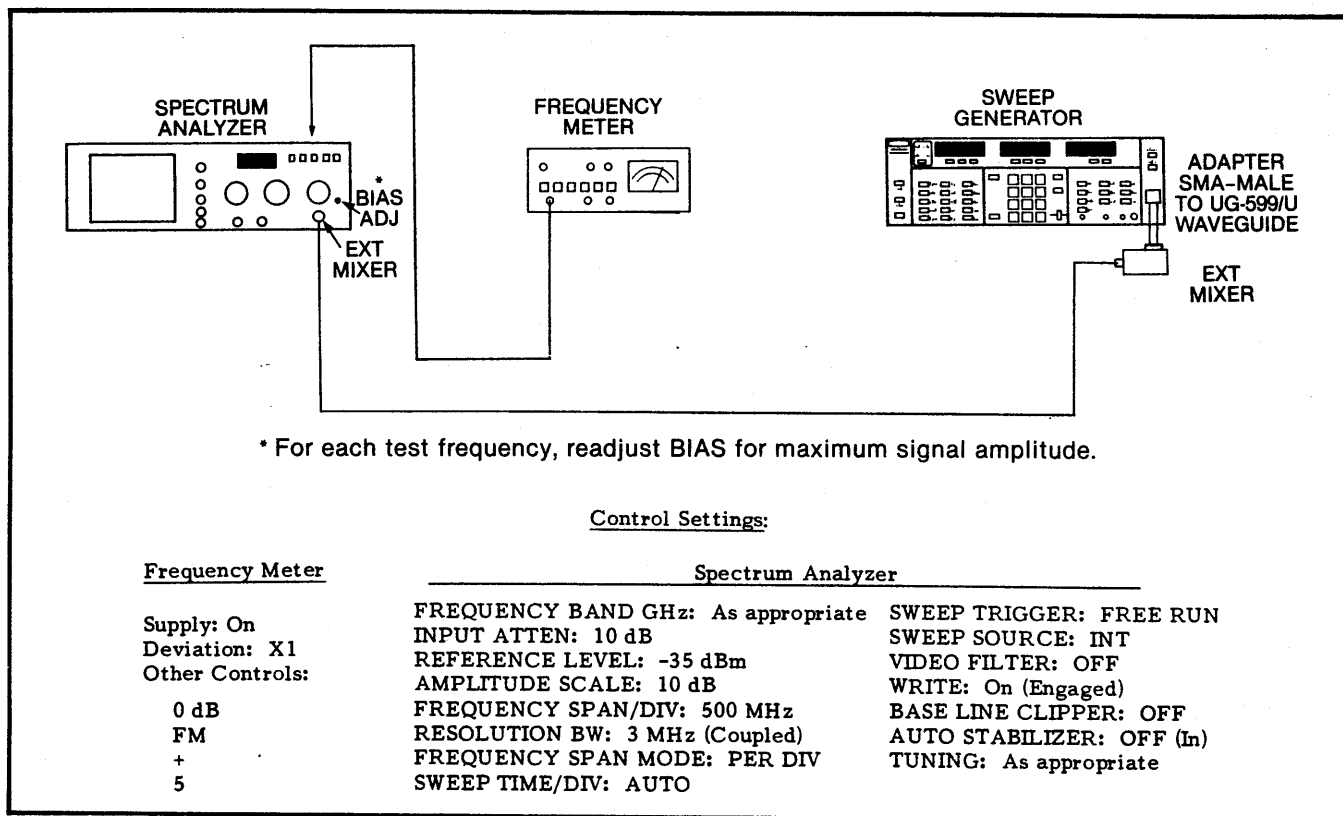 SPECTRUM
ANALYZER
*
BIAS
ADJ
EXT
MIXER
FREQUENCY
METER
SWEEP
GENERATOR
ADAPTER
SMA-MALE
TO UG-599/U
WAVEGUIDE
EXT
MIXER
* For each test frequency, readjust BIAS for maximum signal amplitude.
Control Settings:
Frequency Meter
Supply: On
Deviation: X1
Other Controls:
0 dB
FM
+
5
Spectrum Analyzer
FREQUENCY BAND GHz: As appropriate
INPUT ATTEN: 10 dB
REFERENCE LEVEL: -35 dBm
AMPLITUDE SCALE: 10 dB
FREQUENCY SPAN/DIV: 500 MHz
RESOLUTION BW: 3 MHz (Coupled)
FREQUENCY SPAN MODE: PER DIV
SWEEP TIME/DIV: AUTO
SWEEP TRIGGER: FREE RUN
SWEEP SOURCE: INT
VIDEO FILTER: OFF
WRITE: On (Engaged)
BASE LINE CLIPPER: OFF
AUTO STABILIZER: OFF (In)
TUNING: As appropriate